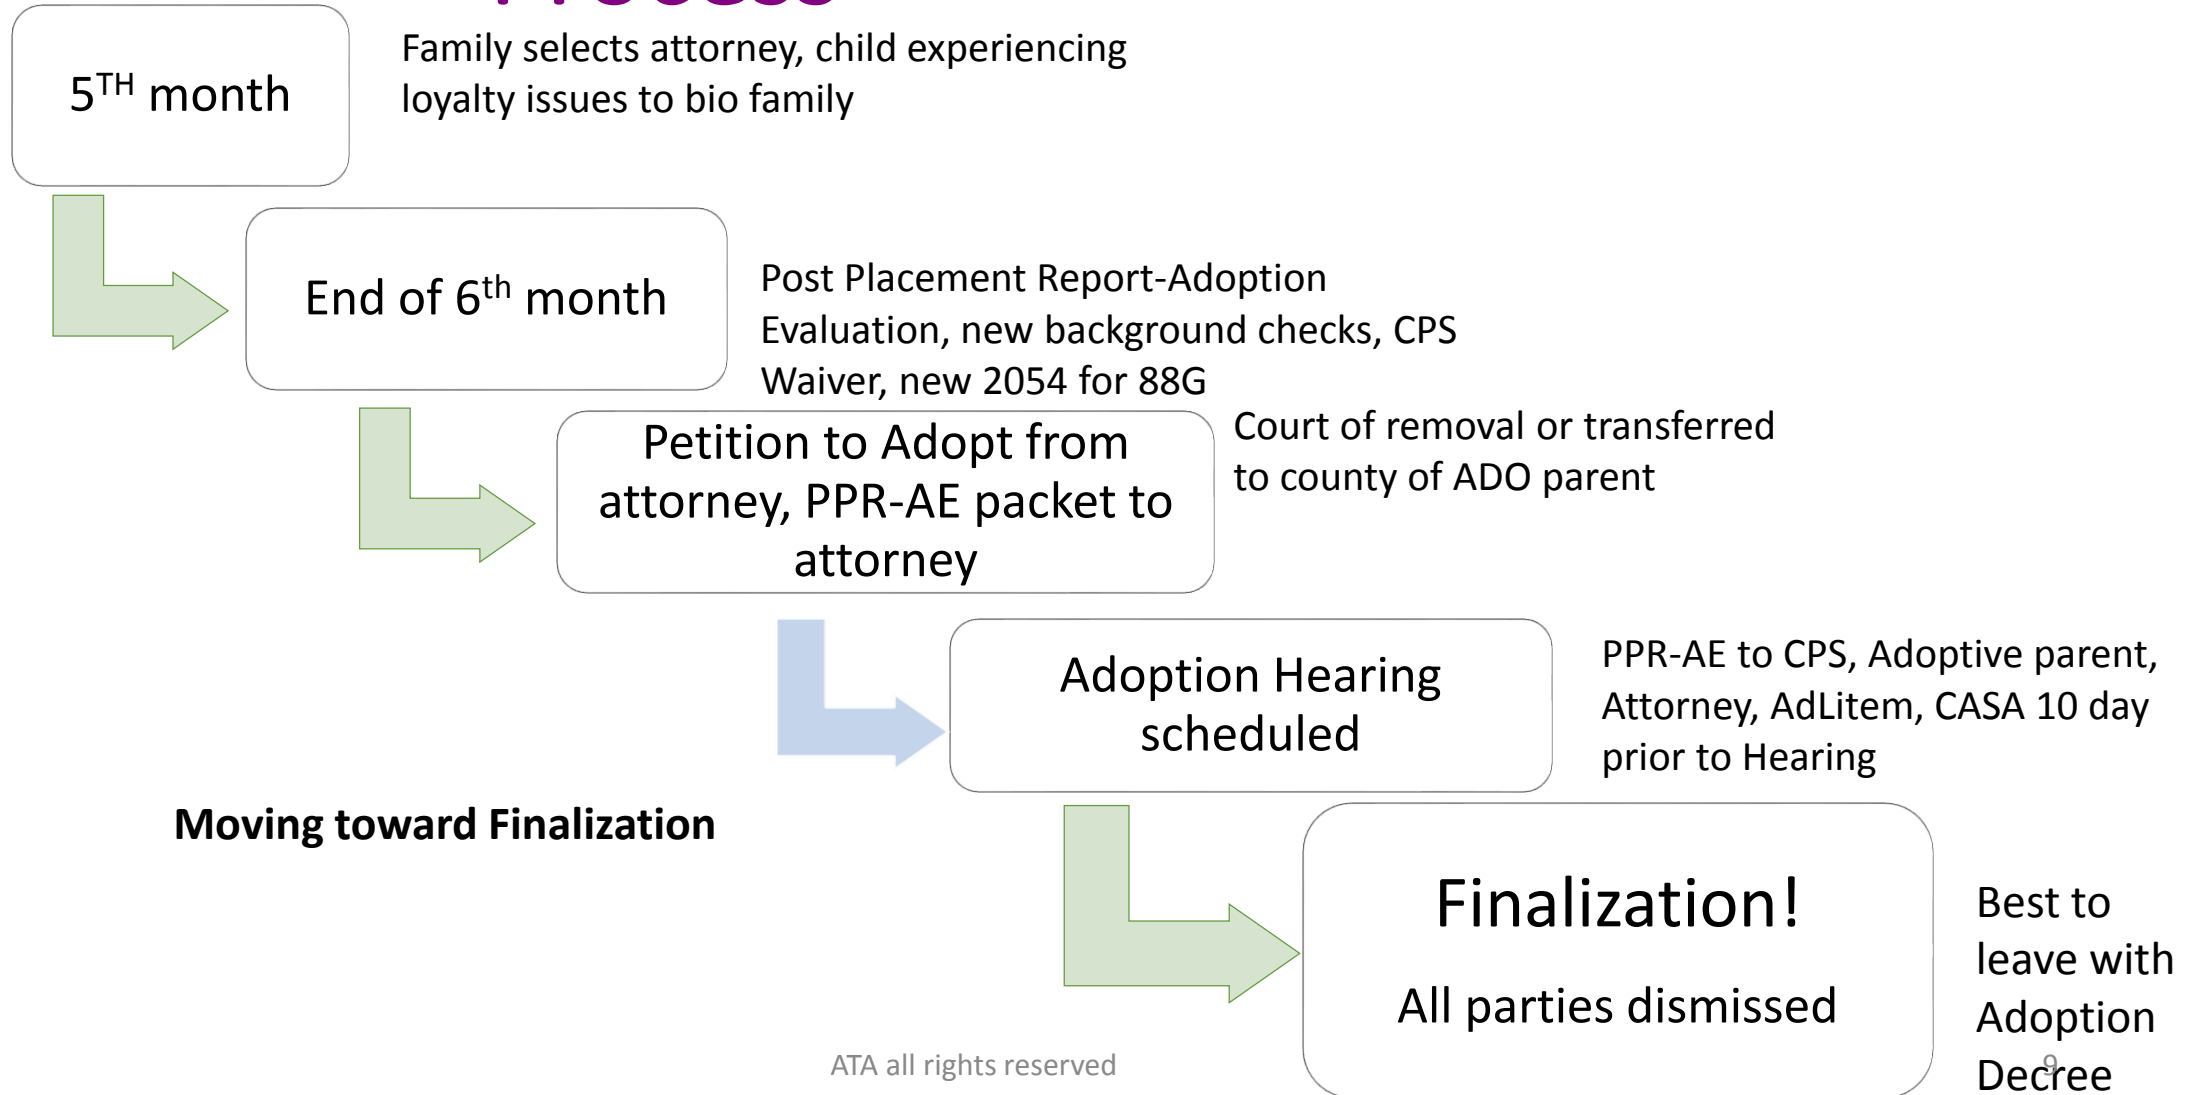 Process
5TH month
Family selects attorney, child experiencing
loyalty issues to bio family
End of 6th month
Post Placement Report-Adoption
Evaluation, new background checks, CPS
Waiver, new 2054 for 88G
Petition to Adopt from
attorney, PPR-AE packet to
attorney
Court of removal or transferred
to county of ADO parent
Adoption Hearing
scheduled
PPR-AE to CPS, Adoptive parent,
Attorney, AdLitem, CASA 10 day
prior to Hearing
Moving toward Finalization
Finalization!
All parties dismissed
Best to
leave with
Adoption
Decree
ATA all rights reserved
9